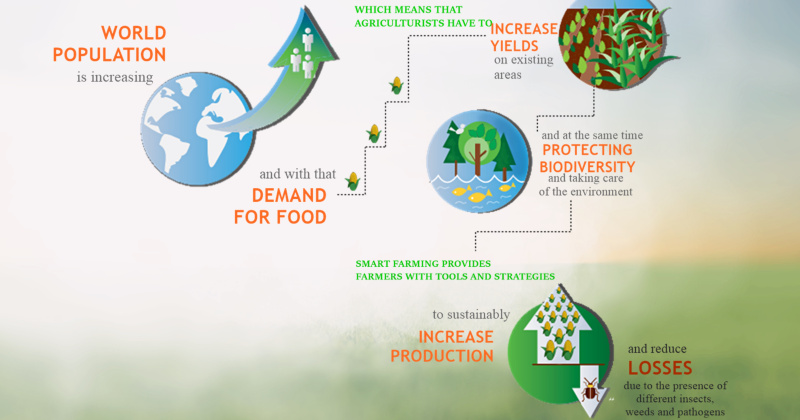 WORLD
POPULATION
is increasing
and with that
DEMAND
FOR FOOD
WHICH MEANS THAT
AGRICULTURISTS HAVE TO
INCREASE
YIELDS
on existing
areas
and at the same time
PROTECTING
BIODIVERSITY
and taking care
of the environment
SMART FARMING PROVIDES
FARMERS WITH TOOLS AND STRATEGIES
to sustainably
INCREASE
PRODUCTION
and reduce
LOSSES
due to the presence of
different insects,
weeds and pathogens